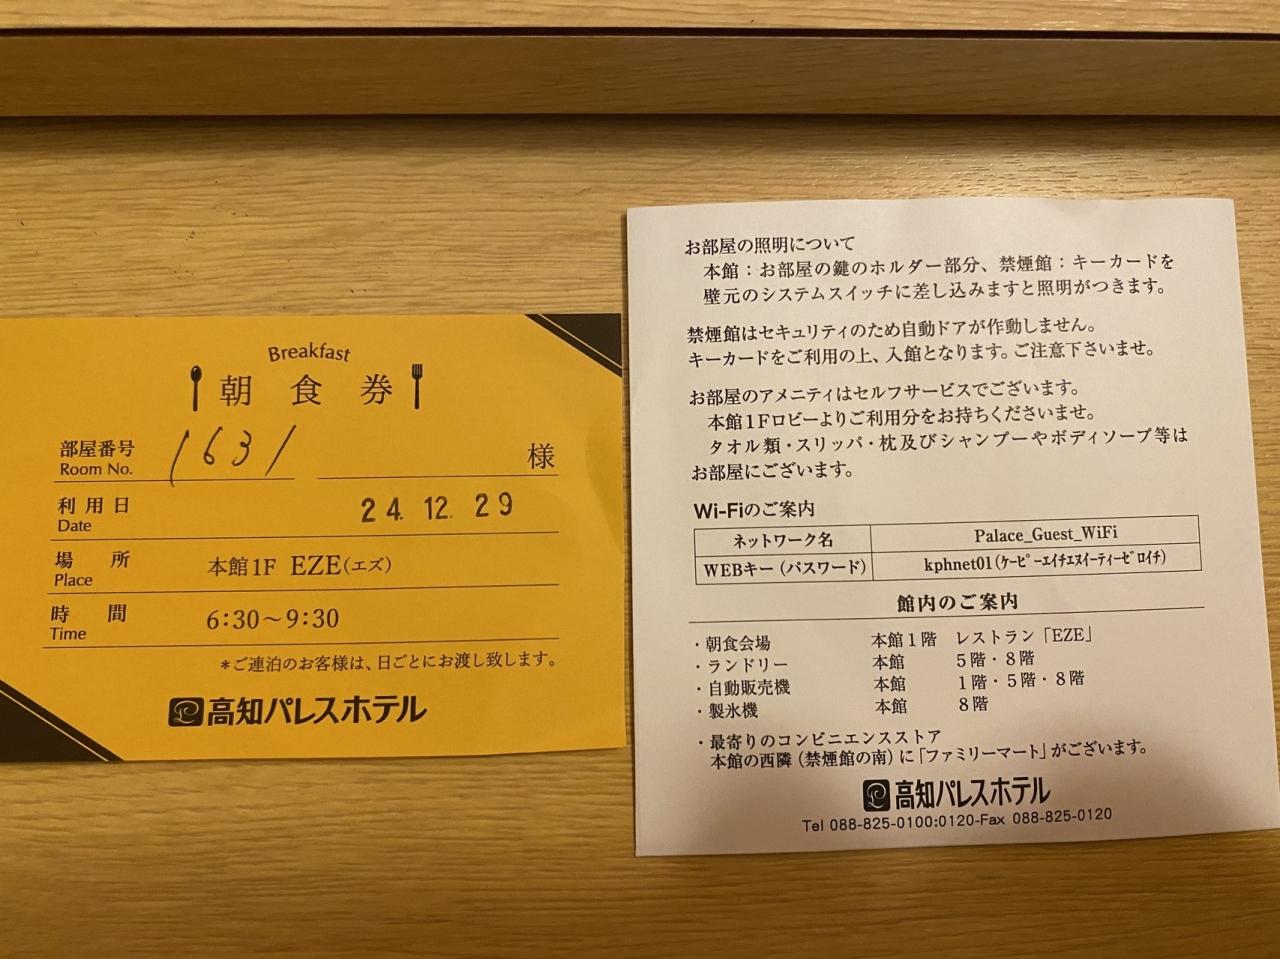 Breakfast
朝食券
部屋番号
Room No.
1631
様
利用日
Date
24.12.29
場所
Place
本館1F EZE(エズ)
時間
Time
6:30～9:30
*ご連泊のお客様は、日ごとにお渡し致します。
高知パレスホテル
お部屋の照明について
本館：お部屋の鍵のホルダー部分、禁煙館：キーカードを
壁元のシステムスイッチに差し込みますと照明がつきます。
禁煙館はセキュリティのため自動ドアが作動しません。
キーカードをご利用の上、入館となります。ご注意下さいませ。
お部屋のアメニティはセルフサービスでございます。
本館1Fロビーよりご利用分をお持ちくださいませ。
タオル類・スリッパ・枕及びシャンプーやボディソープ等は
お部屋にございます。
Wi-Fiのご案内
ネットワーク名 Palace_Guest_WiFi
WEBキー(パスワード) kphnet01(ｹｰﾋﾟｰｴｲﾁｴﾇｲｰﾃｨｰｾﾞﾛｲﾁ)
館内のご案内
・朝食会場 本館1階 レストラン「EZE」
・ランドリー 本館 5階・8階
・自動販売機 本館 1階・5階・8階
・製氷機 本館 8階
・最寄りのコンビニエンスストア
本館の西隣(禁煙館の南)に「ファミリーマート」がございます。
高知パレスホテル
Tel 088-825-0100:0120-Fax 088-825-0120